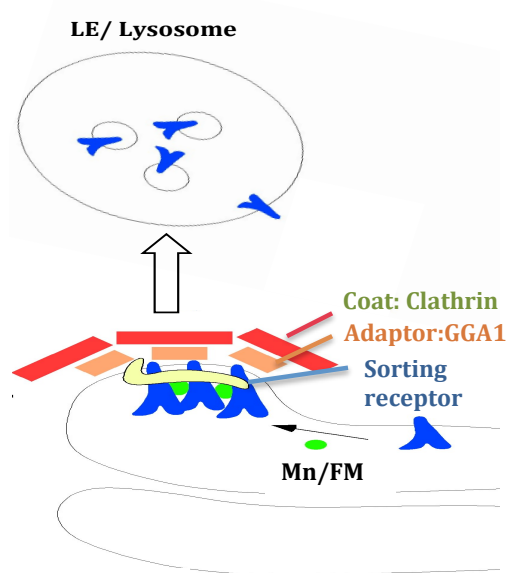 LE/ Lysosome
Coat: Clathrin
Adaptor:GGA1
Sorting
receptor
Mn/FM